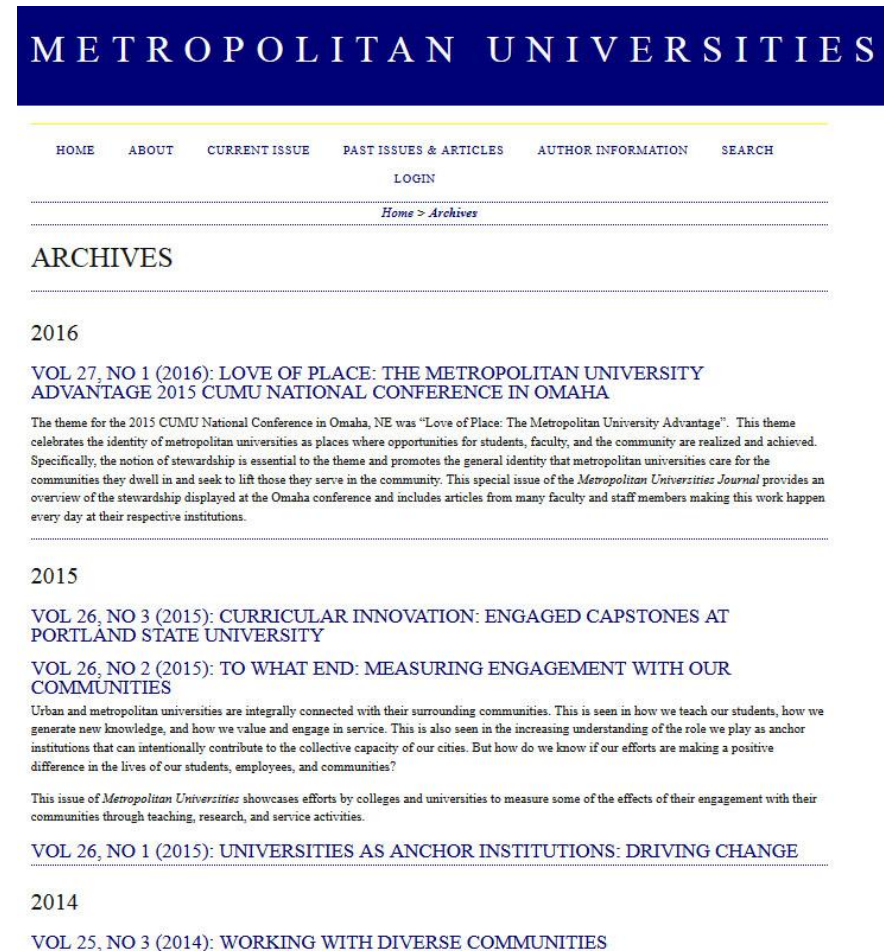 METROPOLITAN UNIVERSITIES
HOME ABOUT CURRENT ISSUE PAST ISSUES & ARTICLES AUTHOR INFORMATION SEARCH
LOGIN
Home > Archives
ARCHIVES
2016
VOL 27, NO 1 (2016): LOVE OF PLACE: THE METROPOLITAN UNIVERSITY
ADVANTAGE 2015 CUMU NATIONAL CONFERENCE IN OMAHA
The theme for the 2015 CUMU National Conference in Omaha, NE was “Love of Place: The Metropolitan University Advantage”. This theme
celebrates the identity of metropolitan universities as places where opportunities for students, faculty, and the community are realized and achieved.
Specifically, the notion of stewardship is essential to the theme and promotes the general identity that metropolitan universities care for the
communities they dwell in and seek to lift those they serve in the community. This special issue of the Metropolitan Universities Journal provides an
overview of the stewardship displayed at the Omaha conference and includes articles from many faculty and staff members making this work happen
every day at their respective institutions.
2015
VOL 26, NO 3 (2015): CURRICULAR INNOVATION: ENGAGED CAPSTONES AT
PORTLAND STATE UNIVERSITY
VOL 26, NO 2 (2015): TO WHAT END: MEASURING ENGAGEMENT WITH OUR
COMMUNITIES
Urban and metropolitan universities are integrally connected with their surrounding communities. This is seen in how we teach our students, how we
generate new knowledge, and how we value and engage in service. This is also seen in the increasing understanding of the role we play as anchor
institutions that can intentionally contribute to the collective capacity of our cities. But how do we know if our efforts are making a positive
difference in the lives of our students, employees, and communities?
This issue of Metropolitan Universities showcases efforts by colleges and universities to measure some of the effects of their engagement with their
communities through teaching, research, and service activities.
VOL 26, NO 1 (2015): UNIVERSITIES AS ANCHOR INSTITUTIONS: DRIVING CHANGE
2014
VOL 25, NO 3 (2014): WORKING WITH DIVERSE COMMUNITIES